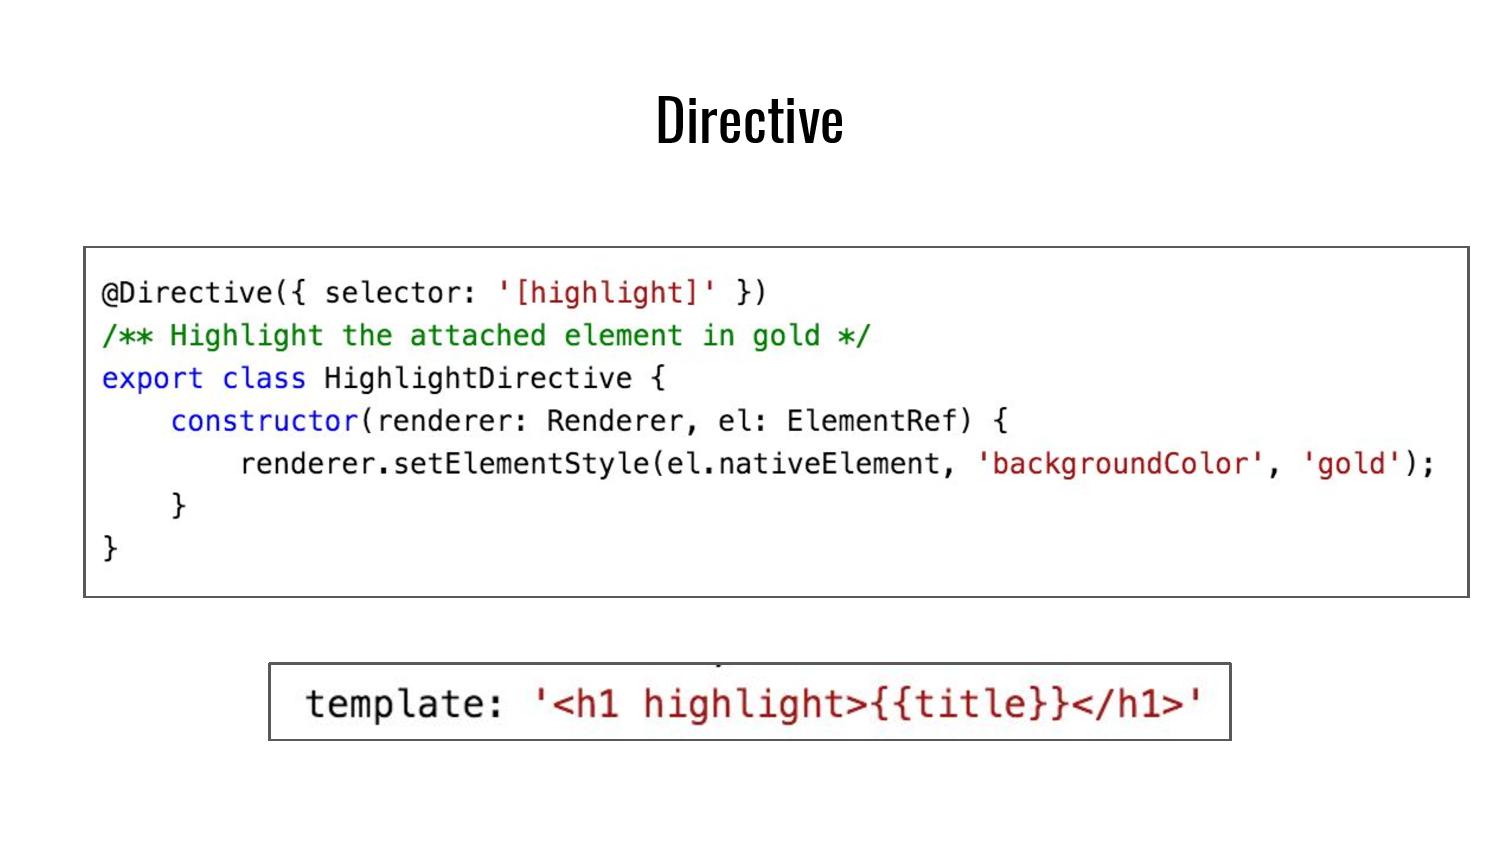 Directive
@Directive({ selector: '[highlight]' })
/** Highlight the attached element in gold */
export class HighlightDirective {
    constructor(renderer: Renderer, el: ElementRef) {
        renderer.setElementStyle(el.nativeElement, 'backgroundColor', 'gold');
    }
}
template: '<h1 highlight>{{title}}</h1>'